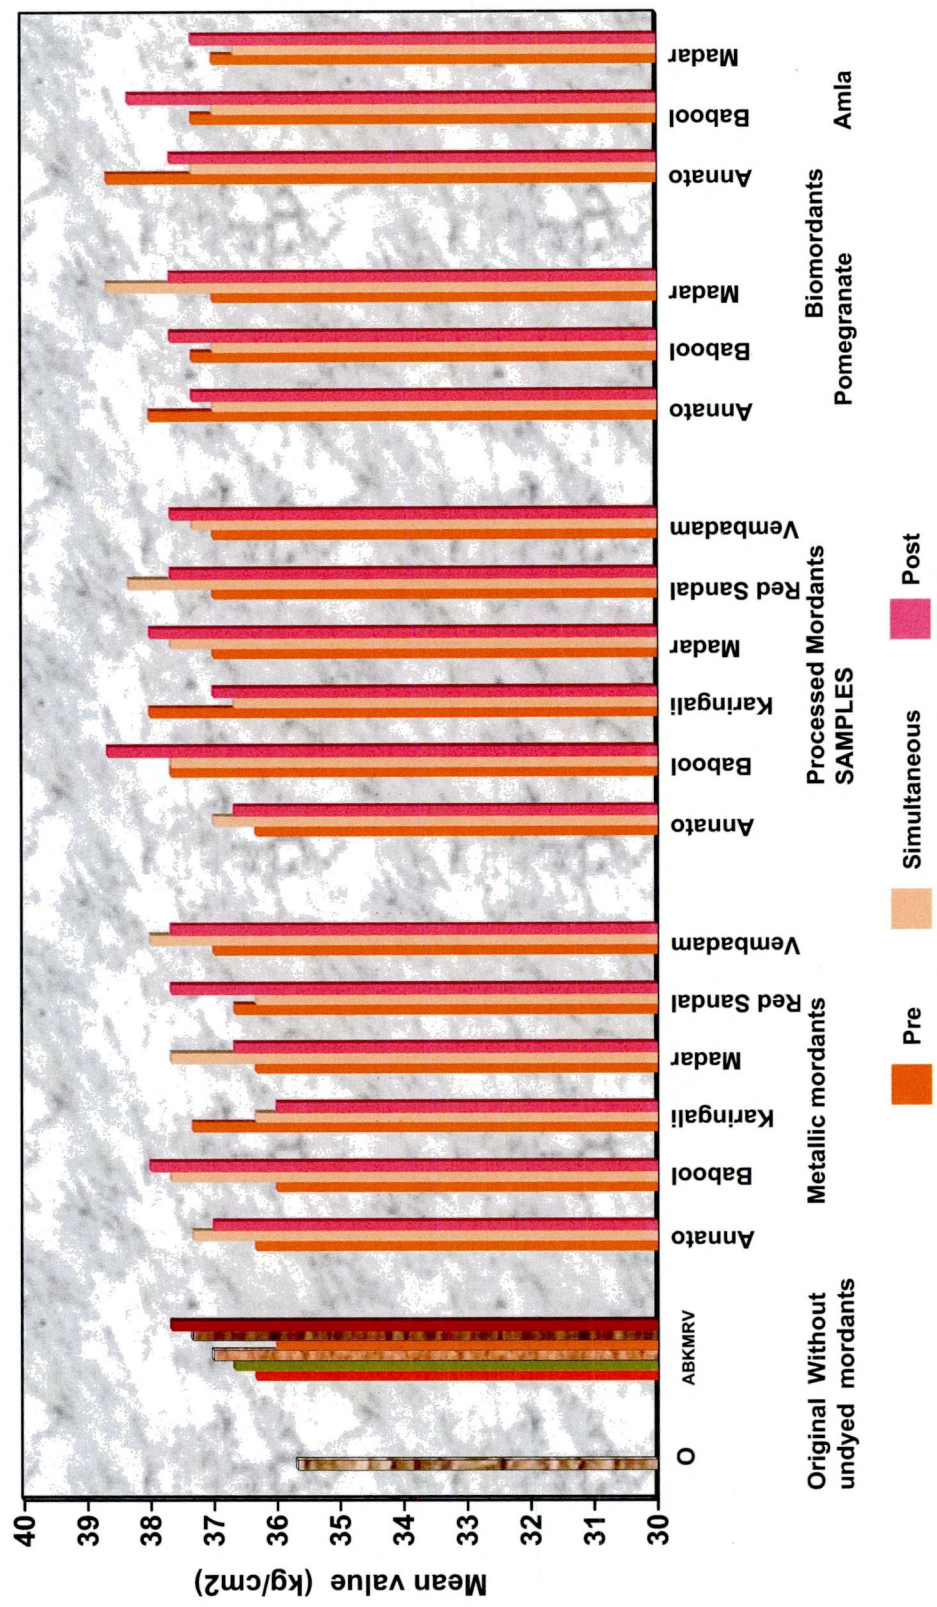 Mean value (kg/cm2)
40
39
38
37
36
35
34
33
32
31
30
O
ABKMRV
Annato
Babool
Karingali
Madar
Red Sandal
Vembadam
Annato
Babool
Karingali
Madar
Red Sandal
Vembadam
Annato
Babool
Madar
Annato
Babool
Madar
Original Without
undyed mordants
Metallic mordants
Processed Mordants
SAMPLES
Biomordants
Pomegranate
Amla
Pre
Simultaneous
Post